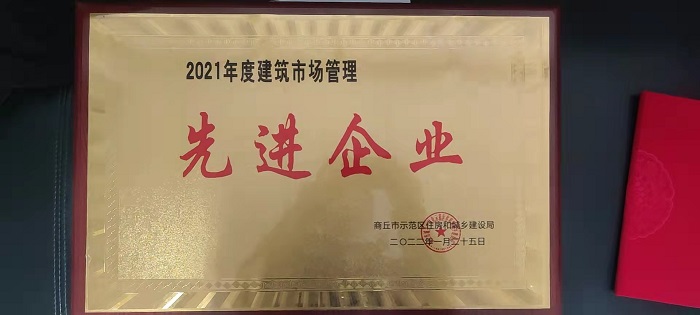 2021年度建筑市场管理
先进企业
商丘市示范区住房和城乡建设局
二〇二二年一月二十五日